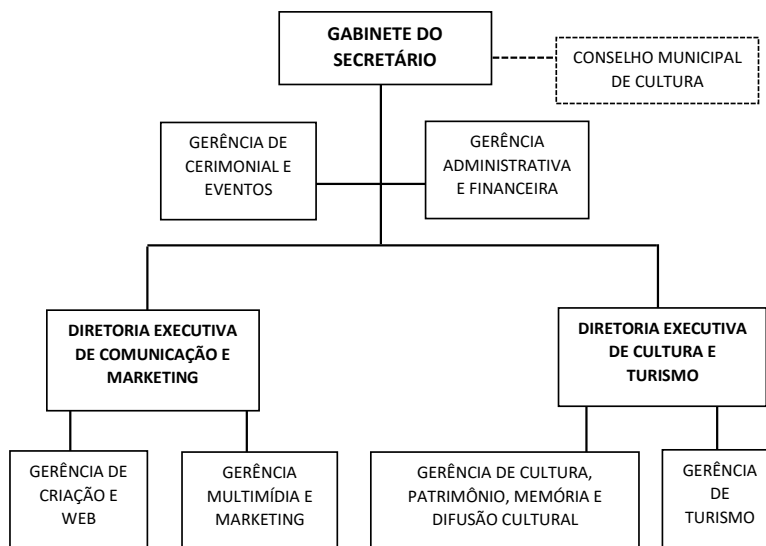 GABINETE DO
SECRETÁRIO
CONSELHO MUNICIPAL
DE CULTURA
GERÊNCIA DE
CERIMONIAL E
EVENTOS
GERÊNCIA
ADMINISTRATIVA
E FINANCEIRA
DIRETORIA EXECUTIVA
DE COMUNICAÇÃO E
MARKETING
DIRETORIA EXECUTIVA
DE CULTURA E
TURISMO
GERÊNCIA DE
CRIAÇÃO E
WEB
GERÊNCIA
MULTIMÍDIA E
MARKETING
GERÊNCIA DE CULTURA,
PATRIMÔNIO, MEMÓRIA E
DIFUSÃO CULTURAL
GERÊNCIA
DE
TURISMO